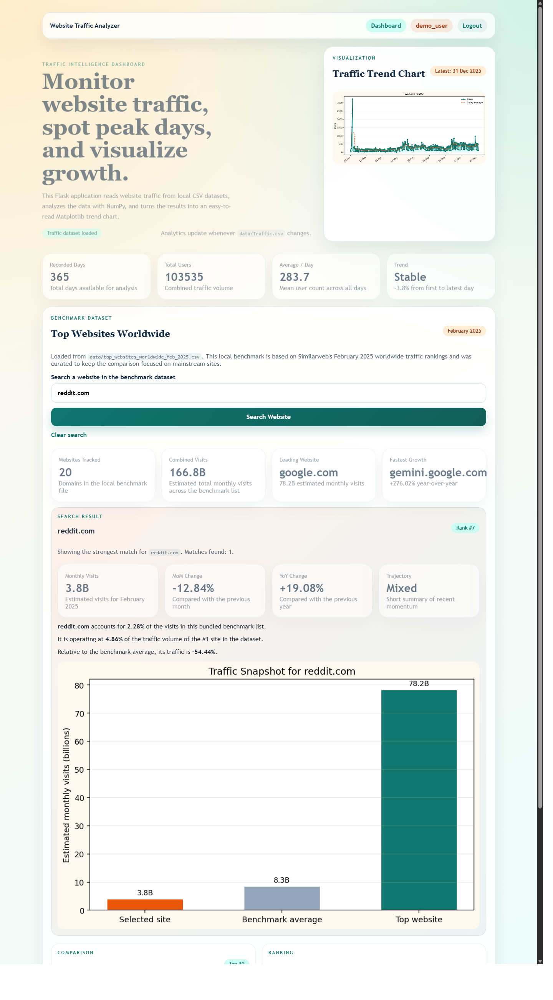 Website Traffic Analyzer
Dashboard
demo_user
Logout
TRAFFIC INTELLIGENCE DASHBOARD
Monitor
website traffic,
spot peak days,
and visualize
growth.
This Flask application reads website traffic from local CSV datasets,
analyzes the data with NumPy, and turns the results into an easy-to-
read Matplotlib trend chart.
Traffic dataset loaded
Analytics update whenever data/Traffic.csv changes.
VISUALIZATION
Traffic Trend Chart
Latest: 31 Dec 2025
Website Traffic
Users
7-day average
Users
3000
2500
2000
1500
1000
500
0
01 Jan
15 Feb
01 Apr
16 May
30 Jun
14 Aug
28 Sep
12 Nov
27 Dec
Recorded Days
365
Total days available for analysis
Total Users
103535
Combined traffic volume
Average / Day
283.7
Mean user count across all days
Trend
Stable
-3.8% from first to latest day
BENCHMARK DATASET
Top Websites Worldwide
February 2025
Loaded from data/top_websites_worldwide_feb_2025.csv. This local benchmark is based on Similarweb's February 2025 worldwide traffic rankings and was
curated to keep the comparison focused on mainstream sites.
Search a website in the benchmark dataset
reddit.com
Search Website
Clear search
Websites Tracked
20
Domains in the local benchmark
file
Combined Visits
166.8B
Estimated total monthly visits
across the benchmark list
Leading Website
google.com
78.2B estimated monthly visits
Fastest Growth
gemini.google.com
+276.02% year-over-year
SEARCH RESULT
reddit.com
Rank #7
Showing the strongest match for reddit.com. Matches found: 1.
Monthly Visits
3.8B
Estimated visits for February
2025
MoM Change
-12.84%
Compared with the previous
month
YoY Change
+19.08%
Compared with the previous
year
Trajectory
Mixed
Short summary of recent
momentum
reddit.com accounts for 2.28% of the visits in this bundled benchmark list.
It is operating at 4.86% of the traffic volume of the #1 site in the dataset.
Relative to the benchmark average, its traffic is -54.44%.
Traffic Snapshot for reddit.com
Estimated monthly visits (billions)
80
70
60
50
40
30
20
10
0
3.8B
8.3B
78.2B
Selected site
Benchmark average
Top website
COMPARISON
Top 10
RANKING